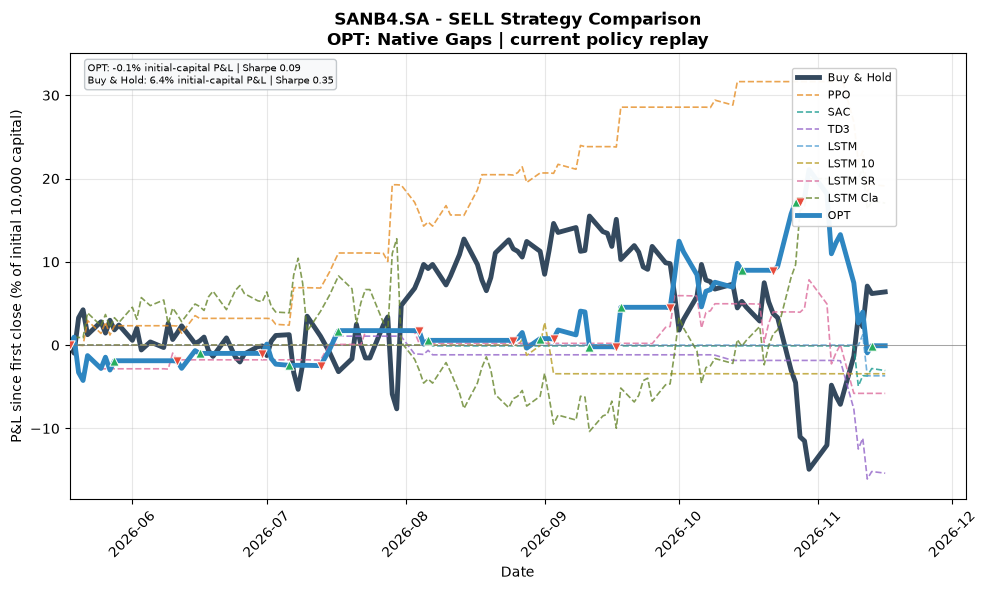 SANB4.SA - SELL Strategy Comparison
OPT: Native Gaps | current policy replay
OPT: -0.1% initial-capital P&L | Sharpe 0.09
Buy & Hold: 6.4% initial-capital P&L | Sharpe 0.35
Buy & Hold
PPO
SAC
TD3
LSTM
LSTM 10
LSTM SR
LSTM Cla
OPT
P&L since first close (% of initial 10,000 capital)
30
20
10
0
−10
2026-06
2026-07
2026-08
2026-09
2026-10
2026-11
2026-12
Date